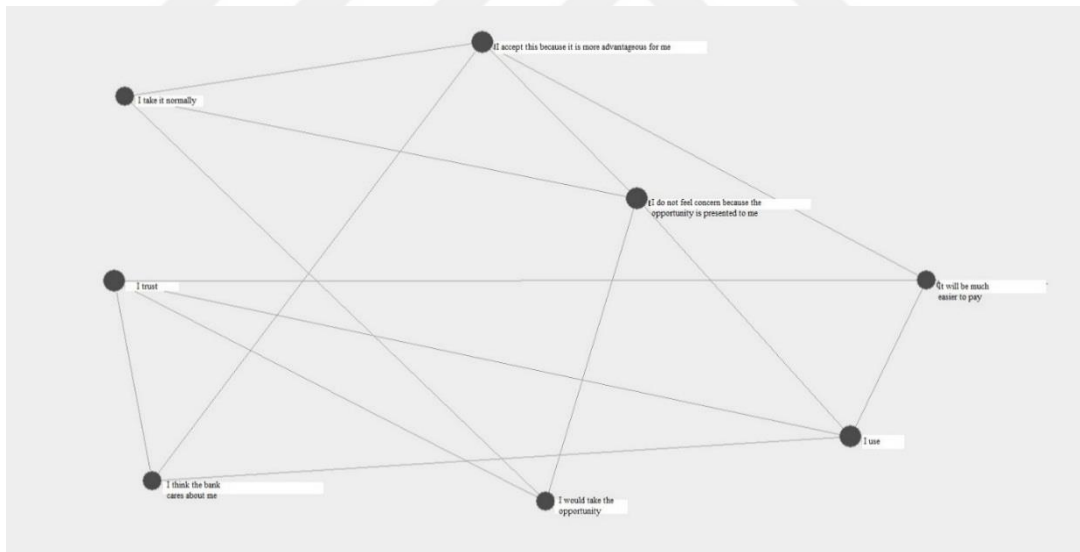 I accept this because it is more advantageous for me
I take it normally
I do not feel concern because the
opportunity is presented to me
I trust
It will be much
easier to pay
I use
I think the bank
cares about me
I would take the
opportunity